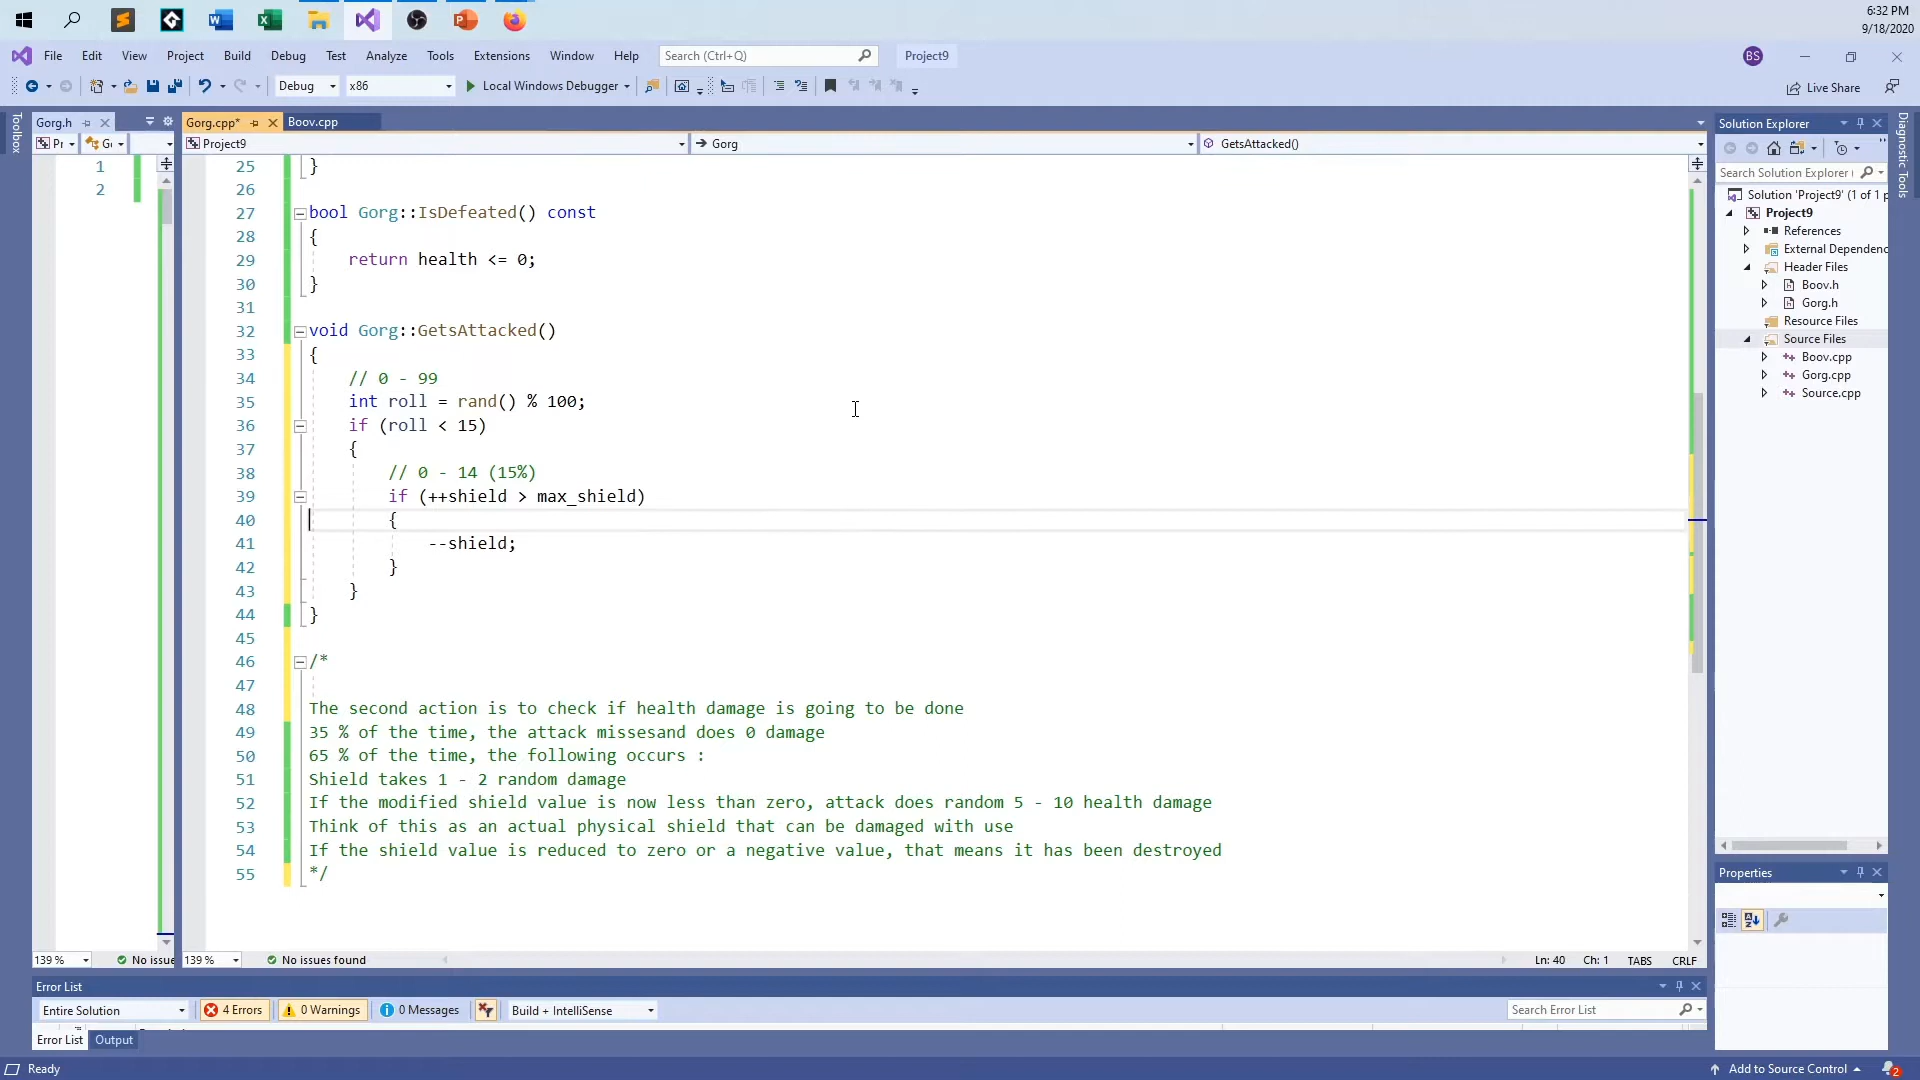 6:32 PM
9/18/2020
File Edit View Project Build Debug Test Analyze Tools Extensions Window Help Search (Ctrl+Q) Project9 BS
Debug x86 Local Windows Debugger Live Share
Toolbox
Gorg.h
Gorg.cpp* Boov.cpp
Project9 Gorg GetsAttacked()
1
2
25 }
26
27 bool Gorg::IsDefeated() const
28 {
29 return health <= 0;
30 }
31
32 void Gorg::GetsAttacked()
33 {
34 // 0 - 99
35 int roll = rand() % 100;
36 if (roll < 15)
37 {
38 // 0 - 14 (15%)
39 if (++shield > max_shield)
40 {
41 --shield;
42 }
43 }
44 }
45
46 /*
47
48 The second action is to check if health damage is going to be done
49 35 % of the time, the attack missesand does 0 damage
50 65 % of the time, the following occurs :
51 Shield takes 1 - 2 random damage
52 If the modified shield value is now less than zero, attack does random 5 - 10 health damage
53 Think of this as an actual physical shield that can be damaged with use
54 If the shield value is reduced to zero or a negative value, that means it has been destroyed
55 */
139 % No issue
139 % No issues found Ln: 40 Ch: 1 TABS CRLF
Solution Explorer
Search Solution Explorer (
Solution 'Project9' (1 of 1 p
Project9
References
External Dependenc
Header Files
Boov.h
Gorg.h
Resource Files
Source Files
Boov.cpp
Gorg.cpp
Source.cpp
Diagnostic Tools
Properties
Error List
Entire Solution 4 Errors 0 Warnings 0 Messages Build + IntelliSense Search Error List
Error List Output
Ready Add to Source Control 2